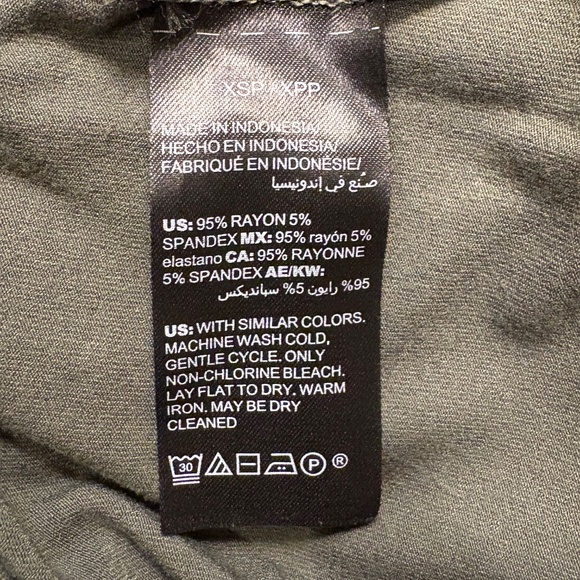 XSP/XPP
MADE IN INDONESIA/
HECHO EN INDONESIA/
FABRIQUÉ EN INDONÉSIE/
صنع في إندونيسيا
US: 95% RAYON 5%
SPANDEX MX: 95% rayón 5%
elastano CA: 95% RAYONNE
5% SPANDEX AE/KW:
95% رايون 5% سبانديكس
US: WITH SIMILAR COLORS.
MACHINE WASH COLD,
GENTLE CYCLE. ONLY
NON-CHLORINE BLEACH.
LAY FLAT TO DRY. WARM
IRON. MAY BE DRY
CLEANED
30 P ®